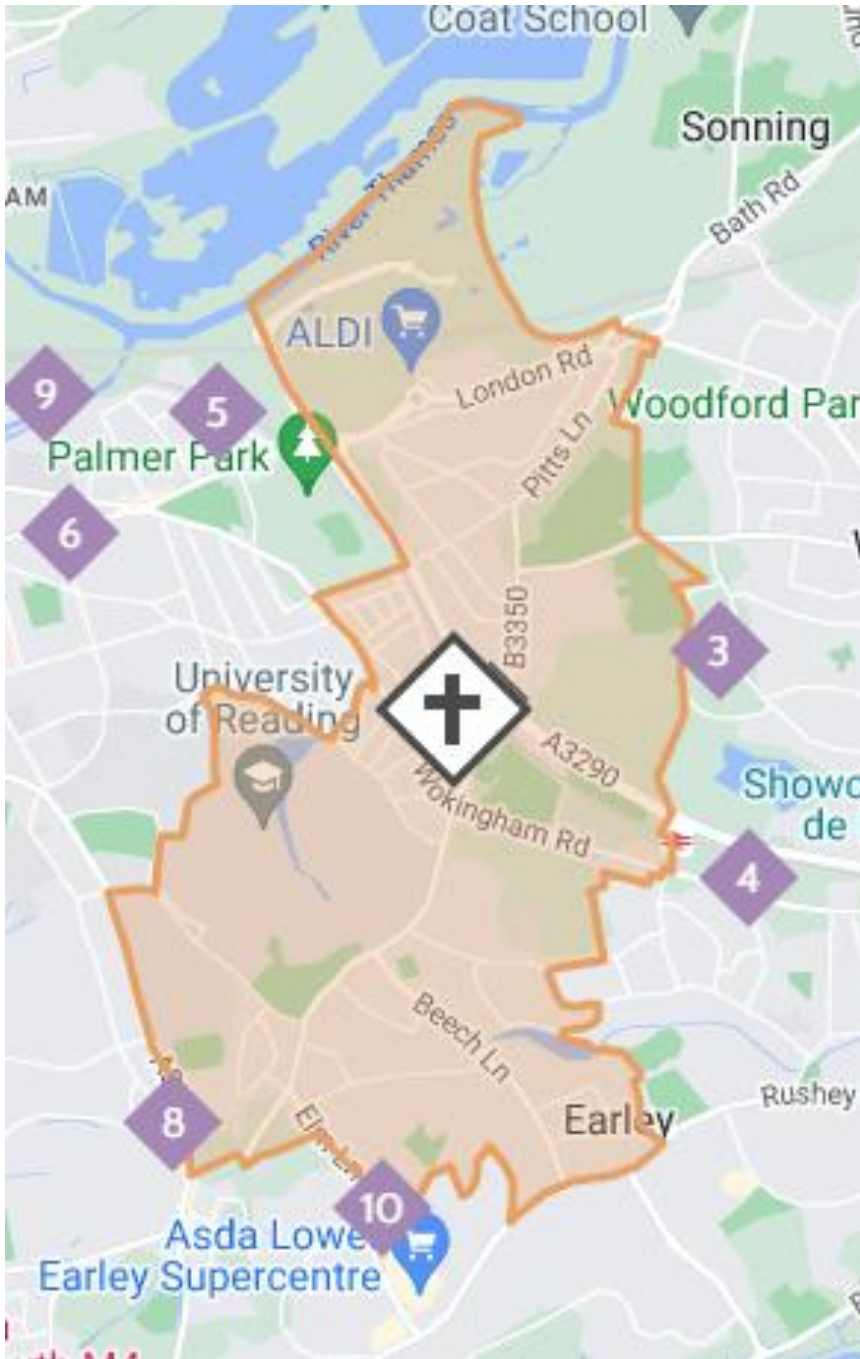 Coat School
Sonning
AM
River Thames
Bath Rd
ALDI
London Rd
9
5
Woodford Par
Palmer Park
Pitts Ln
6
B3350
3
University
of Reading
A3290
Wokingham Rd
Showc
de
4
Beech Ln
Rushey
Earley
8
Elm Ln
10
Asda Lowe
Earley Supercentre